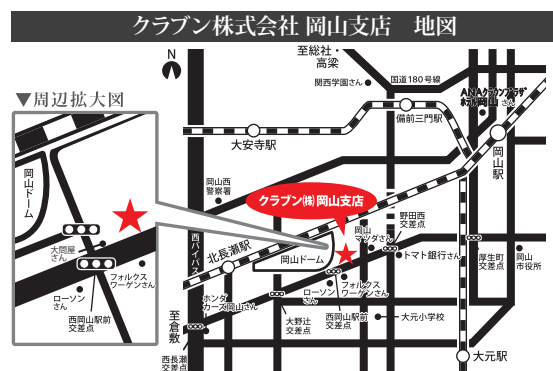 クラブン株式会社 岡山支店　地図
N
至総社・
高梁
関西学園さん
国道180号線
ANAクラウンプラザ
ホテル岡山さん
▼周辺拡大図
備前三門駅
大安寺駅
岡山駅
岡山ドーム
岡山西
警察署
クラブン㈱岡山支店
野田西
交差点
岡山
マツダさん
西バイパス
北長瀬駅
岡山ドーム
トマト銀行さん
厚生町
交差点
岡山
市役所
大問屋
さん
フォルクス
ワーゲンさん
ローソン
さん
西岡山駅前
交差点
ホンダ
カーズ岡山さん
ローソン
さん
フォルクス
ワーゲンさん
至倉敷
大野辻
交差点
西岡山駅前
交差点
大元小学校
西長瀬
交差点
大元駅